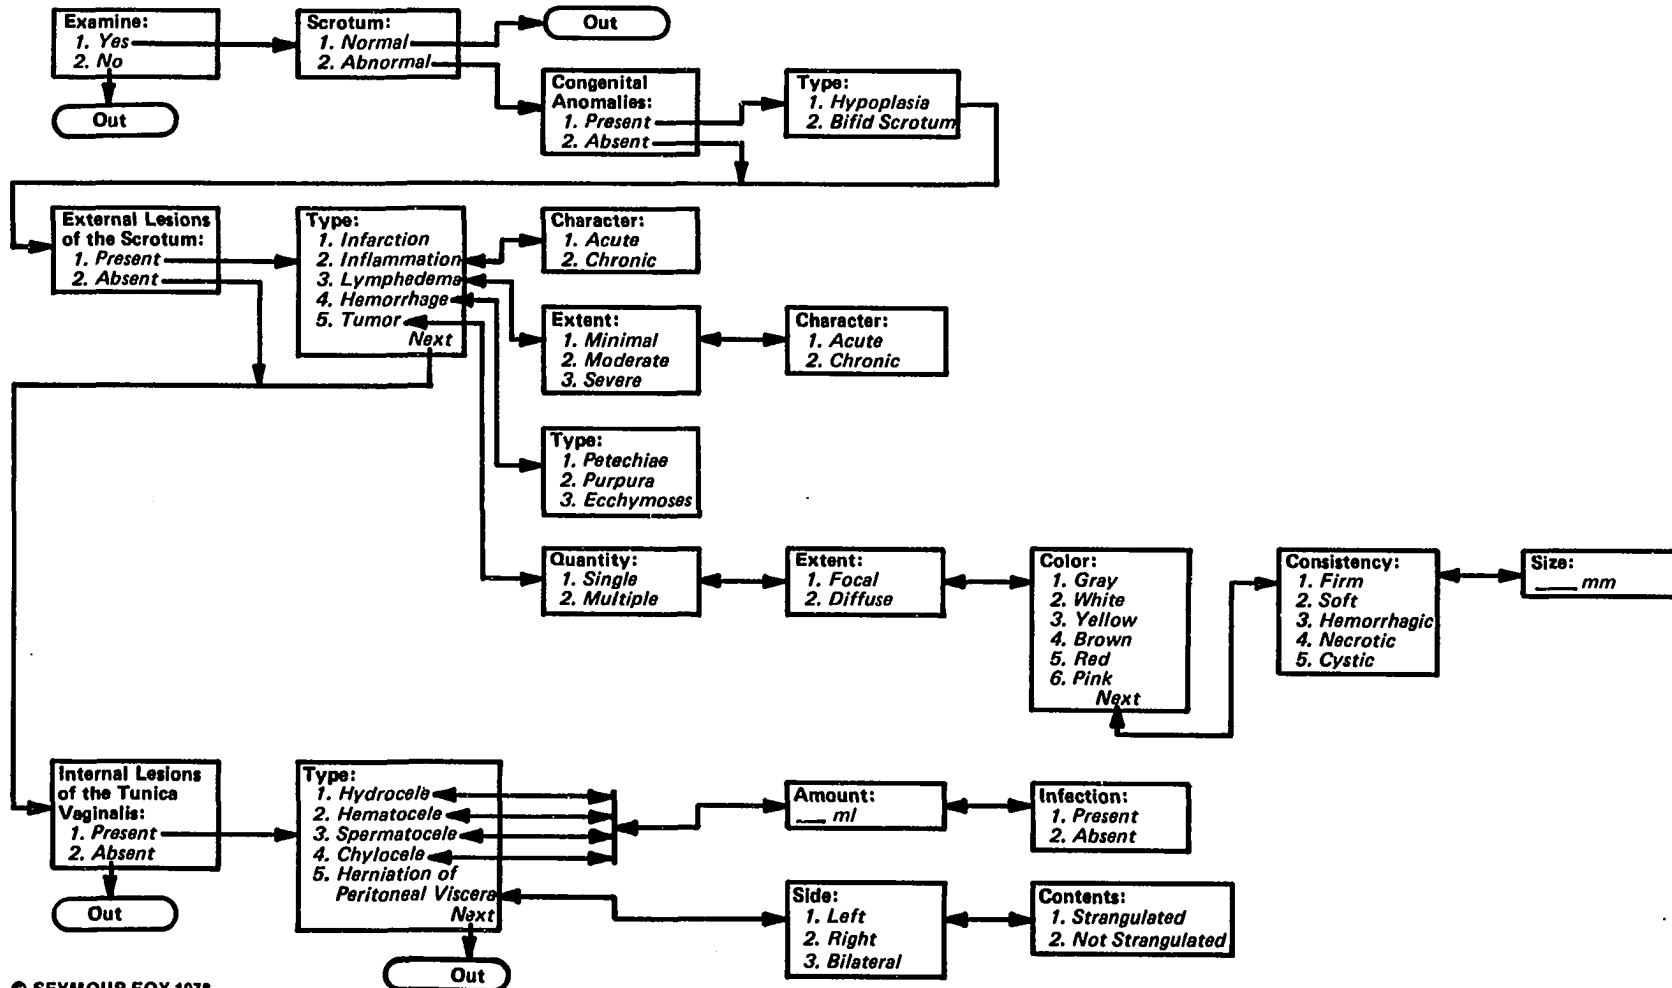 Examine:
1. Yes
2. No
Out
Scrotum:
1. Normal
2. Abnormal
Out
Congenital
Anomalies:
1. Present
2. Absent
Type:
1. Hypoplasia
2. Bifid Scrotum
External Lesions
of the Scrotum:
1. Present
2. Absent
Type:
1. Infarction
2. Inflammation
3. Lymphedema
4. Hemorrhage
5. Tumor
Next
Character:
1. Acute
2. Chronic
Extent:
1. Minimal
2. Moderate
3. Severe
Character:
1. Acute
2. Chronic
Type:
1. Petechiae
2. Purpura
3. Ecchymoses
Quantity:
1. Single
2. Multiple
Extent:
1. Focal
2. Diffuse
Color:
1. Gray
2. White
3. Yellow
4. Brown
5. Red
6. Pink
Next
Consistency:
1. Firm
2. Soft
3. Hemorrhagic
4. Necrotic
5. Cystic
Size:
___ mm
Internal Lesions
of the Tunica
Vaginalis:
1. Present
2. Absent
Out
Type:
1. Hydrocele
2. Hematocele
3. Spermatocele
4. Chylocele
5. Herniation of
Peritoneal Viscera
Next
Out
Amount:
___ ml
Infection:
1. Present
2. Absent
Side:
1. Left
2. Right
3. Bilateral
Contents:
1. Strangulated
2. Not Strangulated
© SEYMOUR FOX 1978